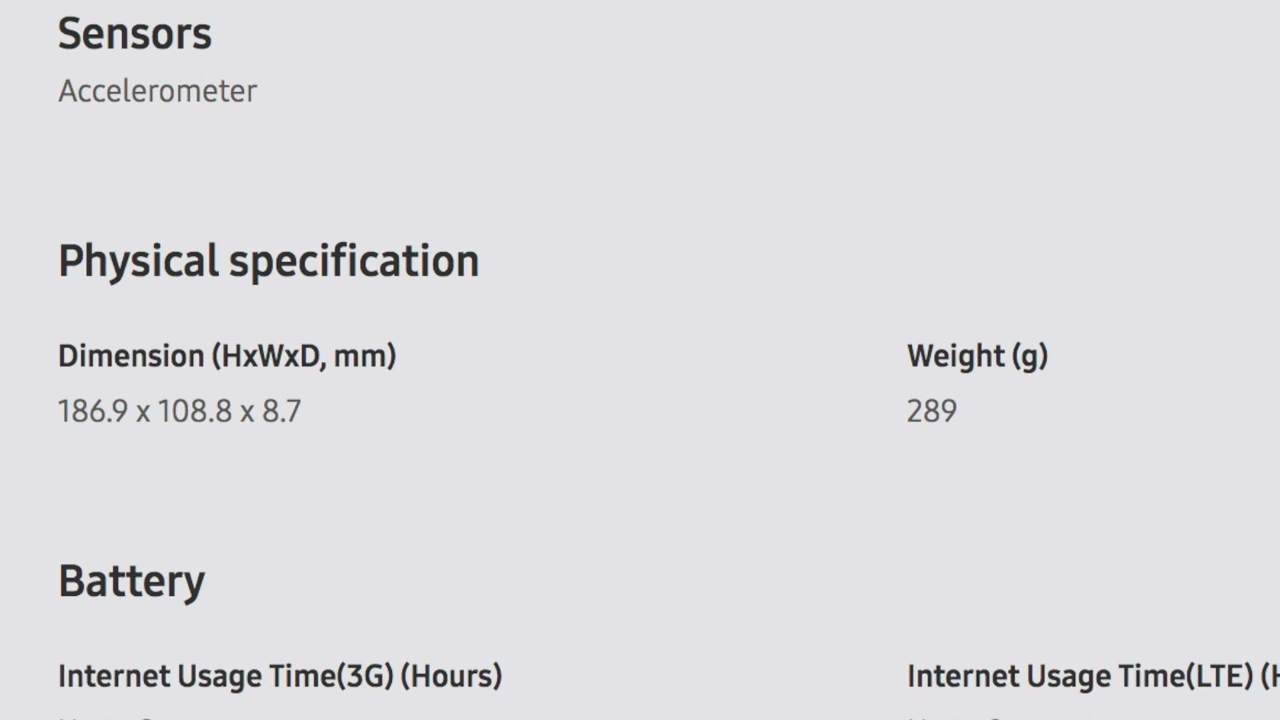 Sensors
Accelerometer
Physical specification
Dimension (HxWxD, mm)
Weight (g)
186.9 x 108.8 x 8.7
289
Battery
Internet Usage Time(3G) (Hours)
Internet Usage Time(LTE) (H